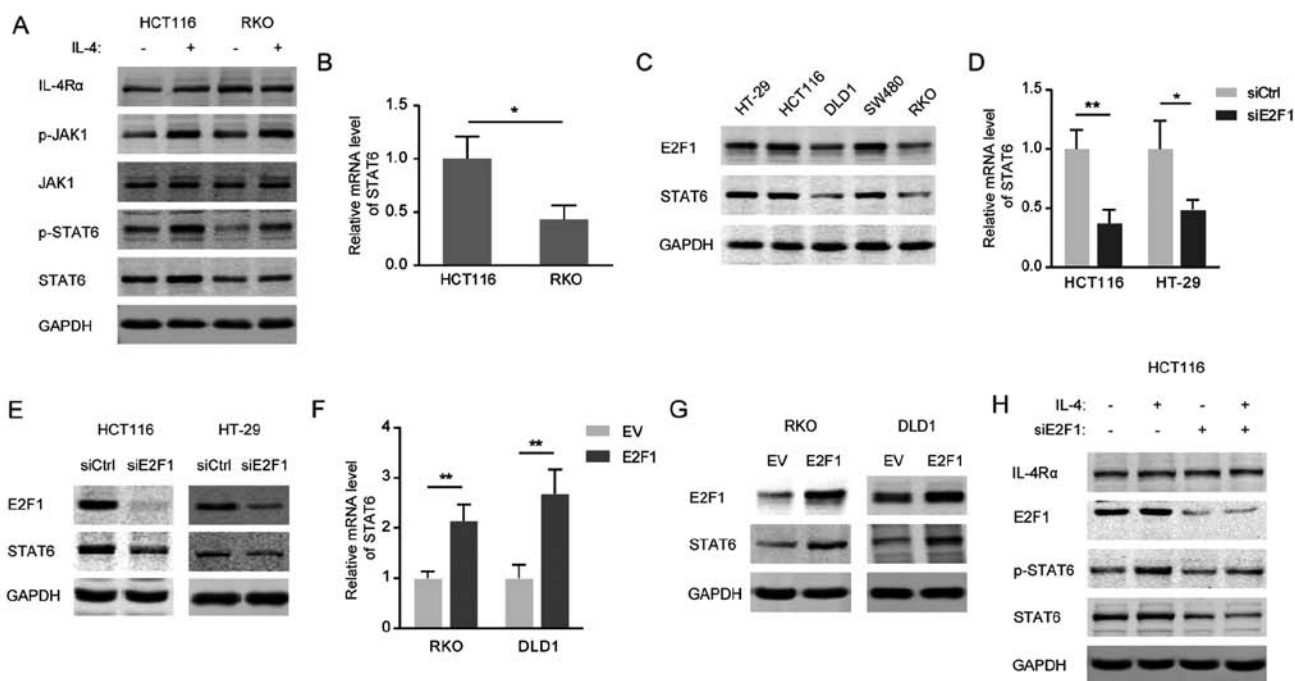 A
HCT116 RKO
IL-4: - + - +
IL-4Rα
p-JAK1
JAK1
p-STAT6
STAT6
GAPDH
B
Relative mRNA level
of STAT6
1.5
1.0
0.5
0.0
*
HCT116 RKO
C
HT-29 HCT116 DLD1 SW480 RKO
E2F1
STAT6
GAPDH
D
Relative mRNA level
of STAT6
1.5
1.0
0.5
0.0
** *
siCtrl
siE2F1
HCT116 HT-29
E
HCT116 HT-29
siCtrl siE2F1 siCtrl siE2F1
E2F1
STAT6
GAPDH
F
Relative mRNA level
of STAT6
4
3
2
1
0
** **
EV
E2F1
RKO DLD1
G
RKO DLD1
EV E2F1 EV E2F1
E2F1
STAT6
GAPDH
H
HCT116
IL-4: - + - +
siE2F1: - - + +
IL-4Rα
E2F1
p-STAT6
STAT6
GAPDH